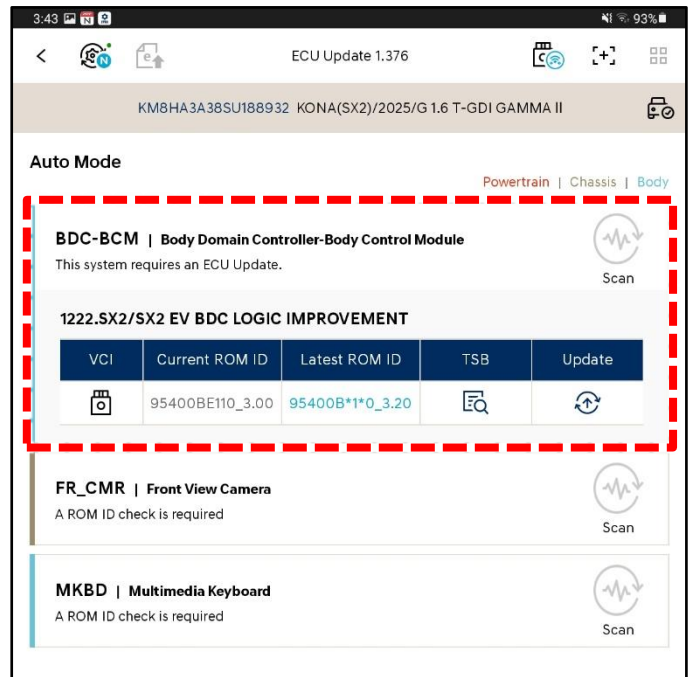 3:43 93%
ECU Update 1.376
KM8HA3A38SU188932 KONA(SX2)/2025/G 1.6 T-GDI GAMMA II
Auto Mode
Powertrain | Chassis | Body
BDC-BCM | Body Domain Controller-Body Control Module
This system requires an ECU Update.
Scan
1222.SX2/SX2 EV BDC LOGIC IMPROVEMENT
VCI Current ROM ID Latest ROM ID TSB Update
95400BE110_3.00 95400B*1*0_3.20
FR_CMR | Front View Camera
A ROM ID check is required
Scan
MKBD | Multimedia Keyboard
A ROM ID check is required
Scan